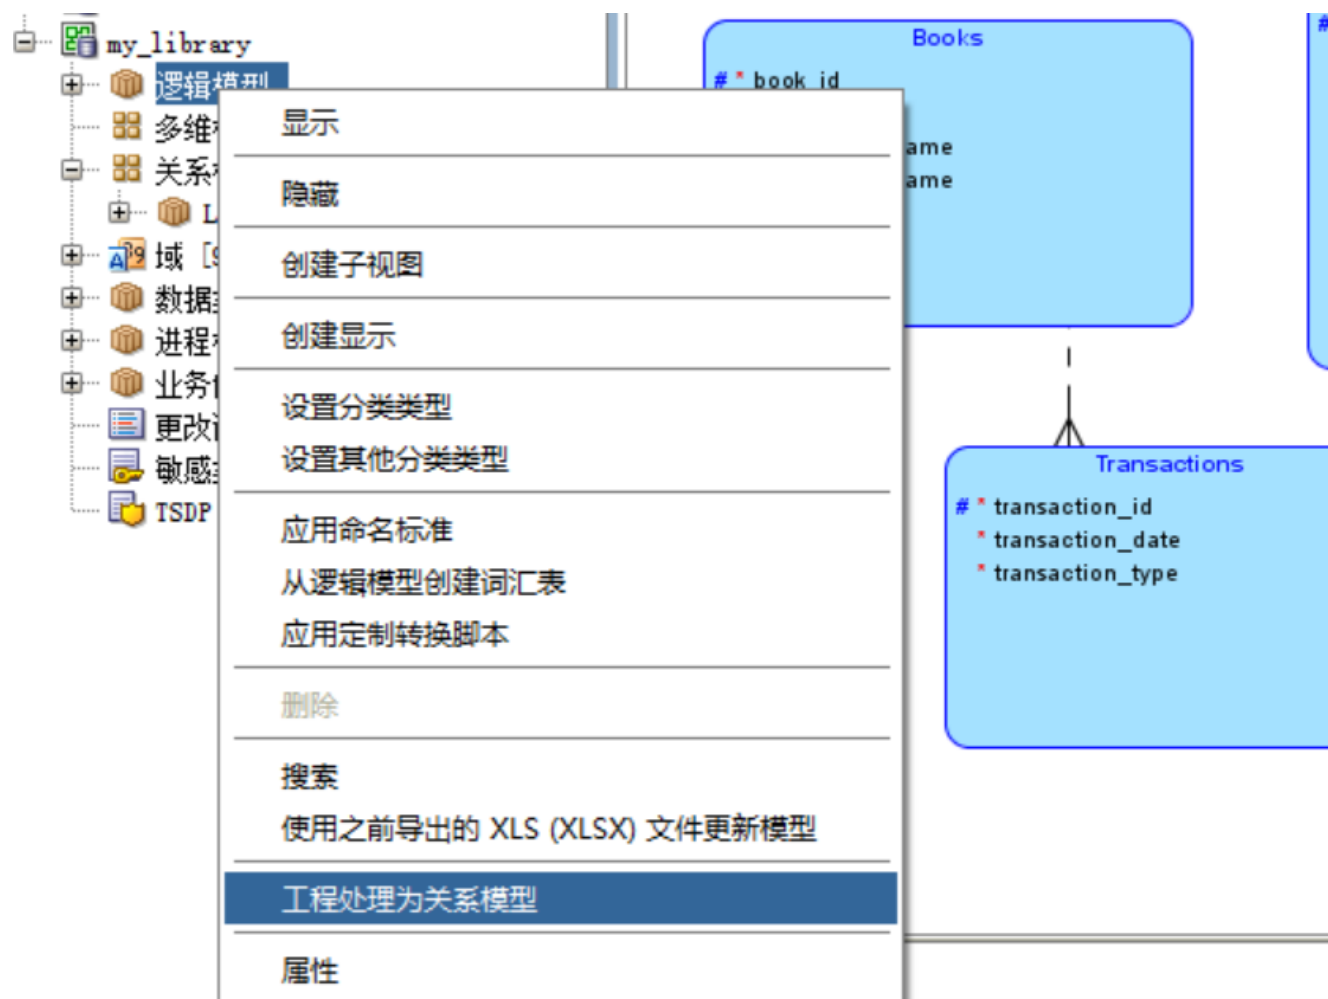 my_library
逻辑模型
多维
关系
域 [
数据
进程
业务
更改
敏感
TSDP
显示
隐藏
创建子视图
创建显示
设置分类类型
设置其他分类类型
应用命名标准
从逻辑模型创建词汇表
应用定制转换脚本
删除
搜索
使用之前导出的 XLS (XLSX) 文件更新模型
工程处理为关系模型
属性
Books
# * book_id
ame
ame
#
Transactions
# * transaction_id
* transaction_date
* transaction_type